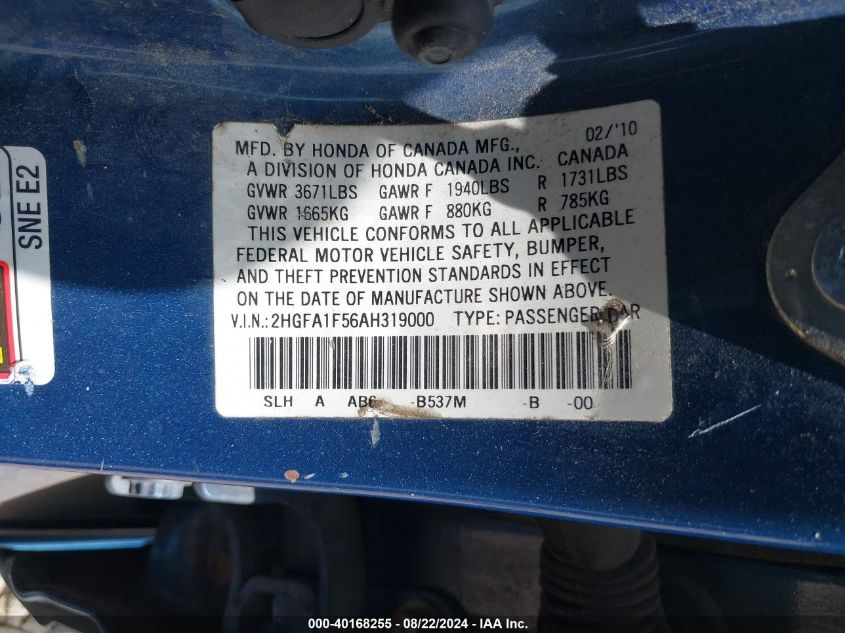 SNE E2
02/'10
MFD. BY HONDA OF CANADA MFG.,
A DIVISION OF HONDA CANADA INC. CANADA
GVWR 3671LBS GAWR F 1940LBS R 1731LBS
GVWR 1665KG GAWR F 880KG R 785KG
THIS VEHICLE CONFORMS TO ALL APPLICABLE
FEDERAL MOTOR VEHICLE SAFETY, BUMPER,
AND THEFT PREVENTION STANDARDS IN EFFECT
ON THE DATE OF MANUFACTURE SHOWN ABOVE.
V.I.N.: 2HGFA1F56AH319000 TYPE: PASSENGER CAR
SLH A AB6 -B537M -B -00
000-40168255 - 08/22/2024 - IAA Inc.